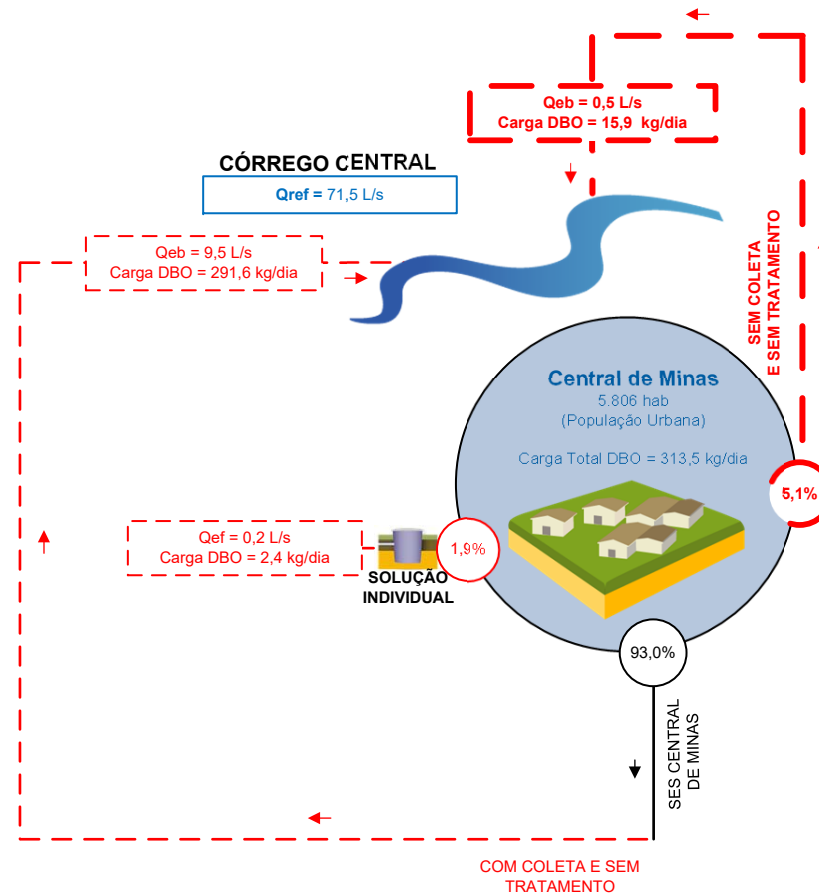 Qeb = 0,5 L/s
Carga DBO = 15,9 kg/dia
CÓRREGO CENTRAL
Qref = 71,5 L/s
Qeb = 9,5 L/s
Carga DBO = 291,6 kg/dia
SEM COLETA
E SEM TRATAMENTO
Central de Minas
5.806 hab
(População Urbana)
Carga Total DBO = 313,5 kg/dia
5,1%
Qef = 0,2 L/s
Carga DBO = 2,4 kg/dia
1,9%
SOLUÇÃO
INDIVIDUAL
93,0%
SES CENTRAL
DE MINAS
COM COLETA E SEM
TRATAMENTO